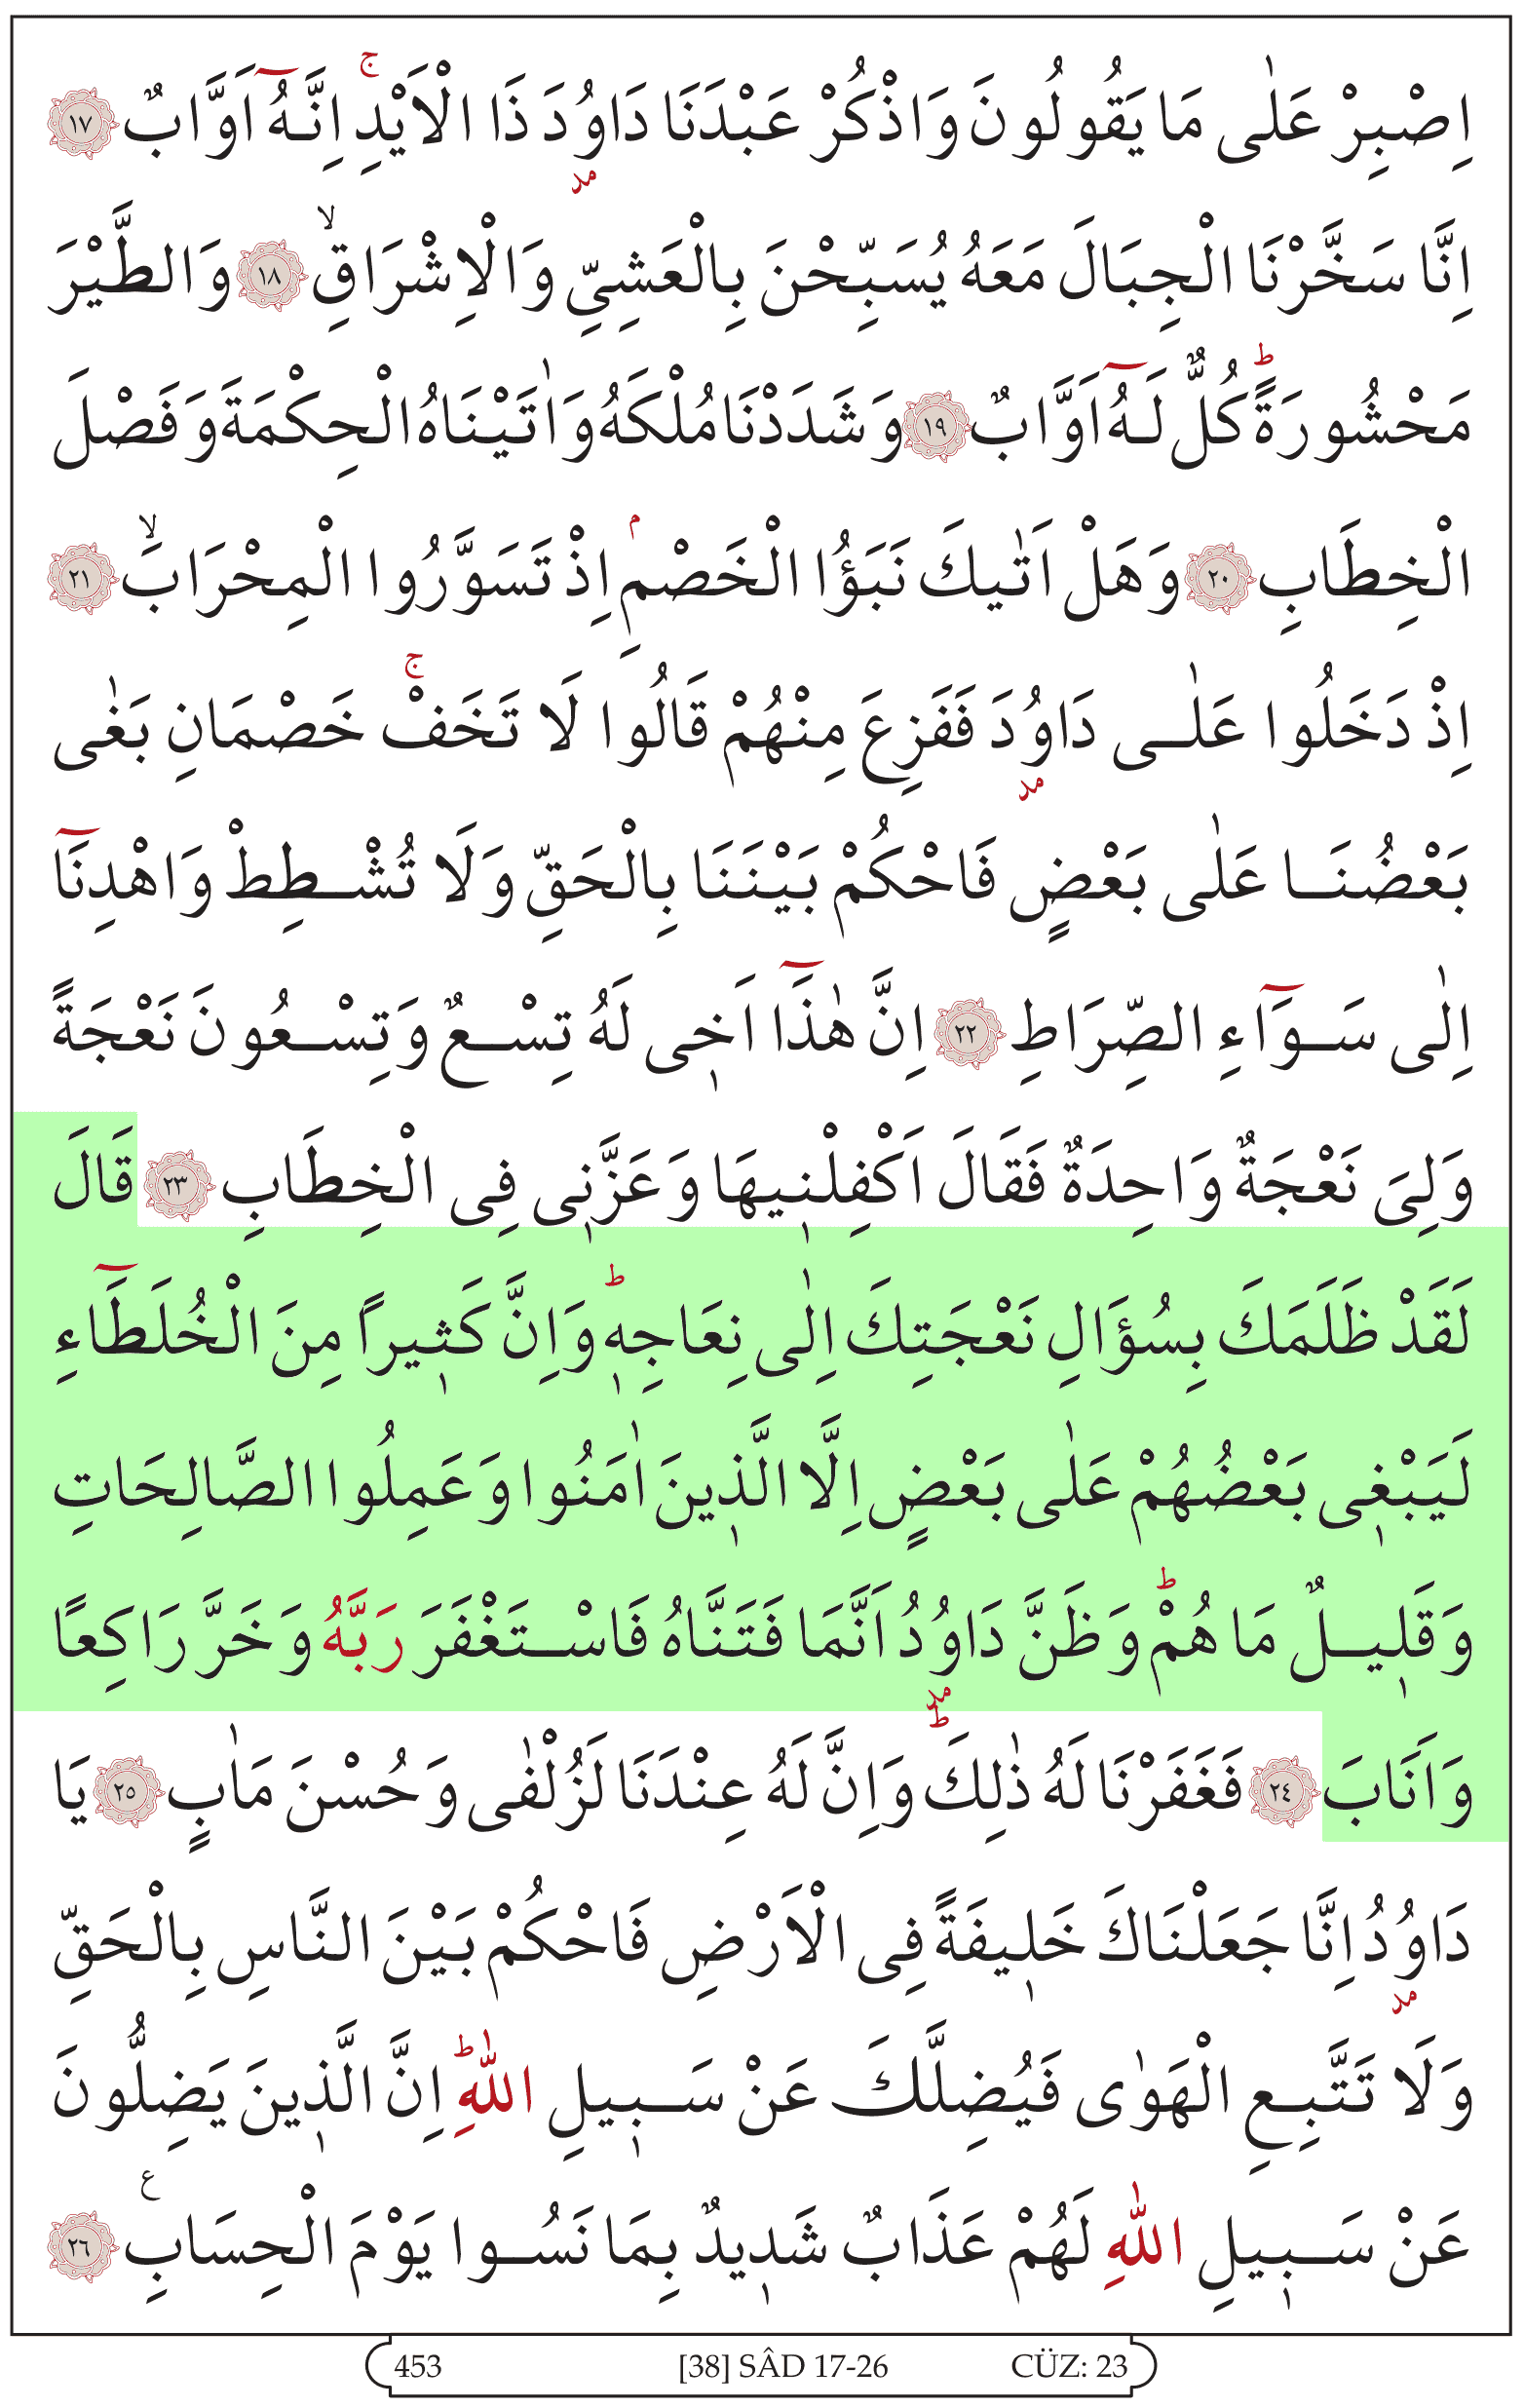 اِصْبِرْ عَلٰى مَا يَقُولُونَ وَاذْكُرْ عَبْدَنَا دَاوُدَ ذَا الْاَيْدِۚ اِنَّهُٓ اَوَّابٌ ﴿١٧﴾
اِنَّا سَخَّرْنَا الْجِبَالَ مَعَهُ يُسَبِّحْنَ بِالْعَشِيِّ وَالْاِشْرَاقِۙ ﴿١٨﴾ وَالطَّيْرَ
مَحْشُورَةًۜ كُلٌّ لَهُٓ اَوَّابٌ ﴿١٩﴾ وَشَدَدْنَا مُلْكَهُ وَاٰتَيْنَاهُ الْحِكْمَةَ وَفَصْلَ
الْخِطَابِ ﴿٢٠﴾ وَهَلْ اَتٰيكَ نَبَؤُا الْخَصْمِۢ اِذْ تَسَوَّرُوا الْمِحْرَابَۙ ﴿٢١﴾
اِذْ دَخَلُوا عَلٰى دَاوُدَ فَفَزِعَ مِنْهُمْ قَالُوا لَا تَخَفْۚ خَصْمَانِ بَغٰى
بَعْضُنَا عَلٰى بَعْضٍ فَاحْكُمْ بَيْنَنَا بِالْحَقِّ وَلَا تُشْطِطْ وَاهْدِنَٓا
اِلٰى سَوَٓاءِ الصِّرَاطِ ﴿٢٢﴾ اِنَّ هٰذَٓا اَخ۪ى لَهُ تِسْعٌ وَتِسْعُونَ نَعْجَةً
وَلِىَ نَعْجَةٌ وَاحِدَةٌ فَقَالَ اَكْفِلْن۪يهَا وَعَزَّن۪ى فِى الْخِطَابِ ﴿٢٣﴾ قَالَ
لَقَدْ ظَلَمَكَ بِسُؤَالِ نَعْجَتِكَ اِلٰى نِعَاجِه۪ۜ وَاِنَّ كَث۪يرًا مِنَ الْخُلَطَٓاءِ
لَيَبْغ۪ى بَعْضُهُمْ عَلٰى بَعْضٍ اِلَّا الَّذ۪ينَ اٰمَنُوا وَعَمِلُوا الصَّالِحَاتِ
وَقَل۪يلٌ مَا هُمْۜ وَظَنَّ دَاوُدُ اَنَّمَا فَتَنَّاهُ فَاسْتَغْفَرَ رَبَّهُ وَخَرَّ رَاكِعًا
وَاَنَابَ ﴿٢٤﴾ فَغَفَرْنَا لَهُ ذٰلِكَۜ وَاِنَّ لَهُ عِنْدَنَا لَزُلْفٰى وَحُسْنَ مَاٰبٍ ﴿٢٥﴾ يَا
دَاوُدُ اِنَّا جَعَلْنَاكَ خَل۪يفَةً فِى الْاَرْضِ فَاحْكُمْ بَيْنَ النَّاسِ بِالْحَقِّ
وَلَا تَتَّبِعِ الْهَوٰى فَيُضِلَّكَ عَنْ سَب۪يلِ اللّٰهِۜ اِنَّ الَّذ۪ينَ يَضِلُّونَ
عَنْ سَب۪يلِ اللّٰهِ لَهُمْ عَذَابٌ شَد۪يدٌ بِمَا نَسُوا يَوْمَ الْحِسَابِ۟ ﴿٢٦﴾
453 [38] SÂD 17-26 CÜZ: 23